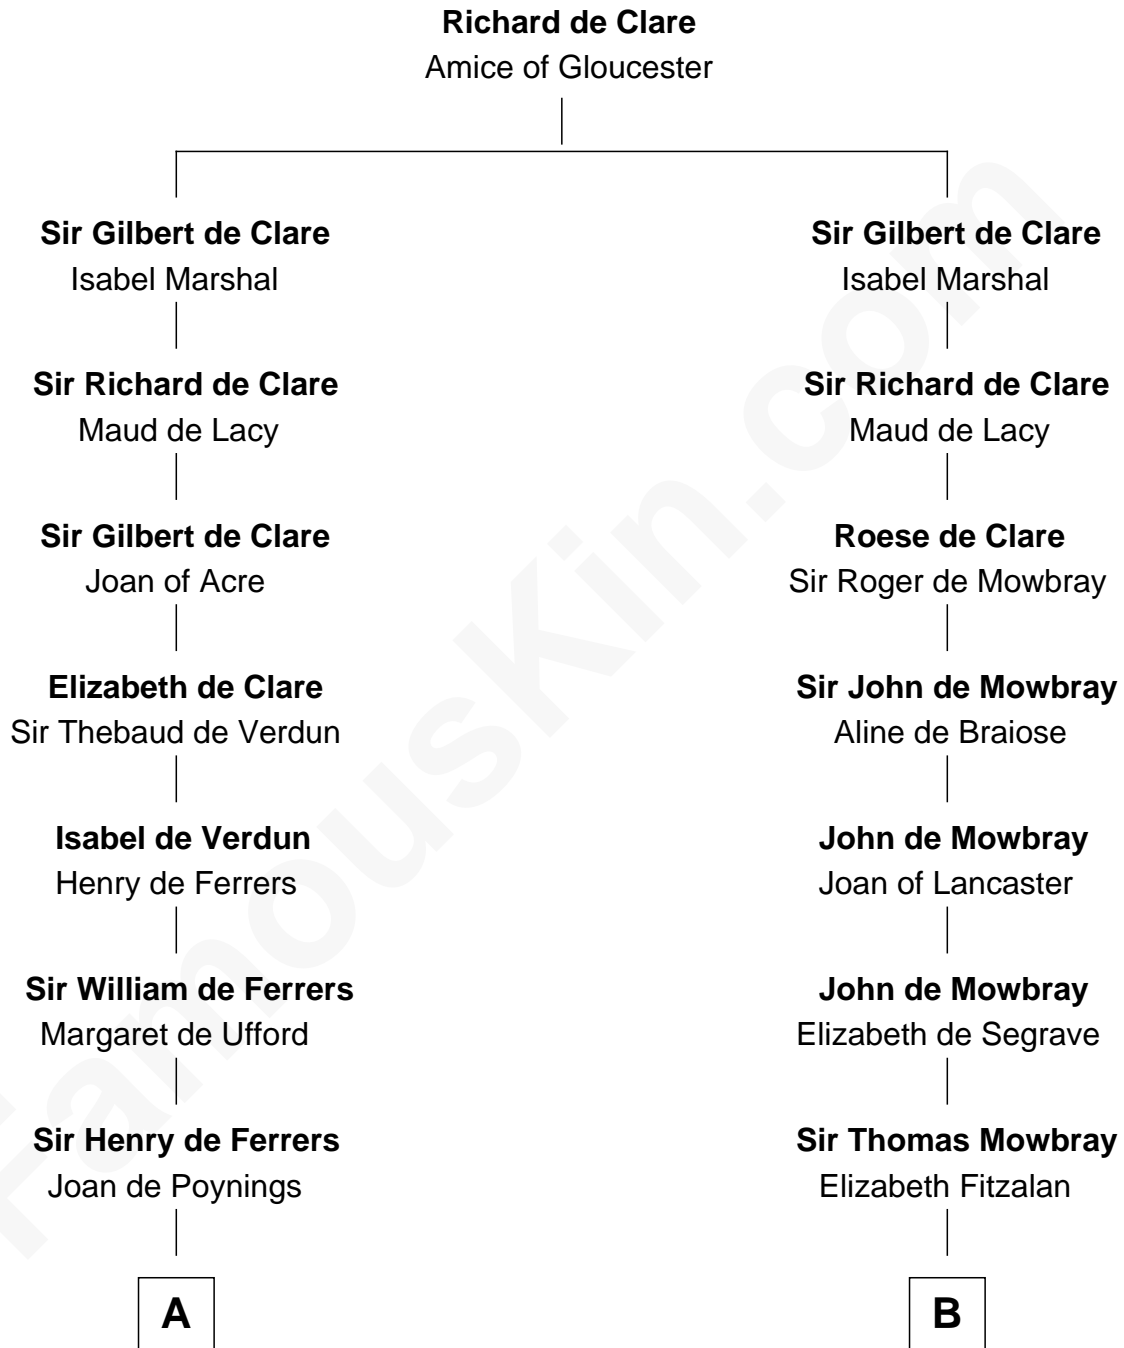 Richard de Clare
Amice of Gloucester
Sir Gilbert de Clare
Isabel Marshal
Sir Richard de Clare
Maud de Lacy
Sir Gilbert de Clare
Joan of Acre
Elizabeth de Clare
Sir Thebaud de Verdun
Isabel de Verdun
Henry de Ferrers
Sir William de Ferrers
Margaret de Ufford
Sir Henry de Ferrers
Joan de Poynings
A
Sir Gilbert de Clare
Isabel Marshal
Sir Richard de Clare
Maud de Lacy
Roese de Clare
Sir Roger de Mowbray
Sir John de Mowbray
Aline de Braiose
John de Mowbray
Joan of Lancaster
John de Mowbray
Elizabeth de Segrave
Sir Thomas Mowbray
Elizabeth Fitzalan
B
FamousKin.com